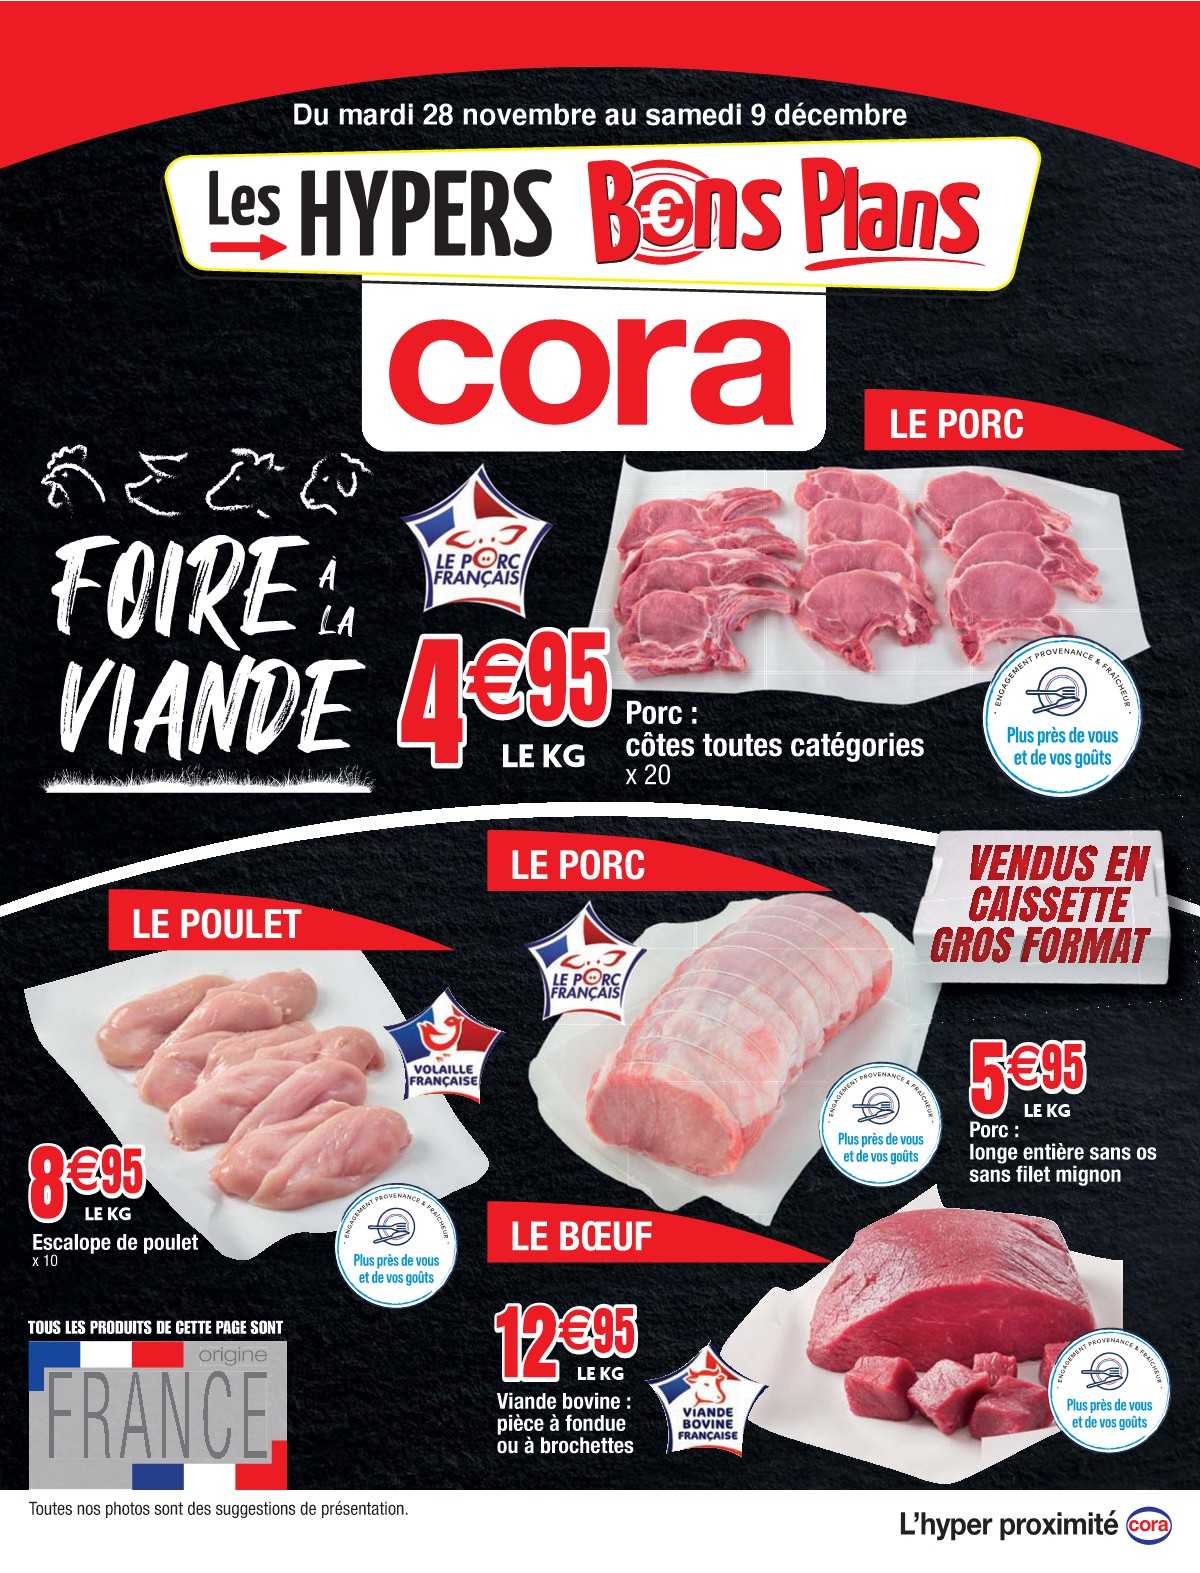 Du mardi 28 novembre au samedi 9 décembre
Les HYPERS Bons Plans
cora
LE PORC
FOIRE À LA VIANDE
LE PORC
FRANÇAIS
4€95
LE KG
Porc :
côtes toutes catégories
x 20
ENGAGEMENT PROVENANCE & FRAÎCHEUR
Plus près de vous
et de vos goûts
LE POULET
VOLAILLE
FRANÇAISE
8€95
LE KG
Escalope de poulet
x 10
ENGAGEMENT PROVENANCE & FRAÎCHEUR
Plus près de vous
et de vos goûts
LE PORC
LE PORC
FRANÇAIS
VENDUS EN
CAISSETTE
GROS FORMAT
5€95
LE KG
Porc :
longe entière sans os
sans filet mignon
ENGAGEMENT PROVENANCE & FRAÎCHEUR
Plus près de vous
et de vos goûts
LE BŒUF
12€95
LE KG
Viande bovine :
pièce à fondue
ou à brochettes
VIANDE
BOVINE
FRANÇAISE
ENGAGEMENT PROVENANCE & FRAÎCHEUR
Plus près de vous
et de vos goûts
TOUS LES PRODUITS DE CETTE PAGE SONT
origine
FRANCE
Toutes nos photos sont des suggestions de présentation.
L'hyper proximité cora